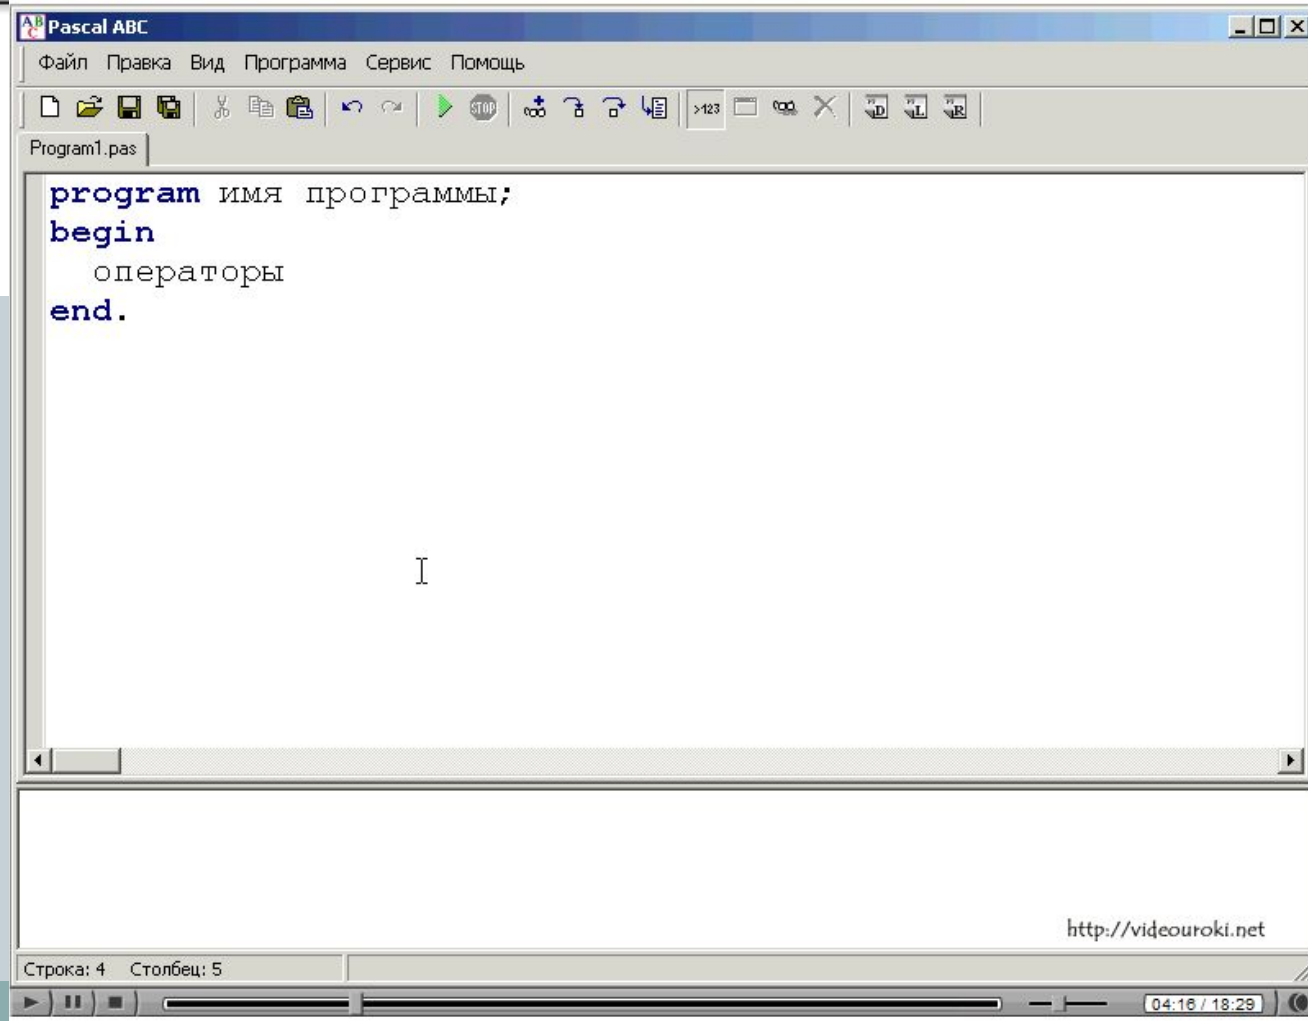 Pascal ABC
Файл Правка Вид Программа Сервис Помощь
STOP >123 D L R
Program1.pas
program имя программы;
begin
операторы
end.
http://videouroki.net
Строка: 4 Столбец: 5
04:16 / 18:29